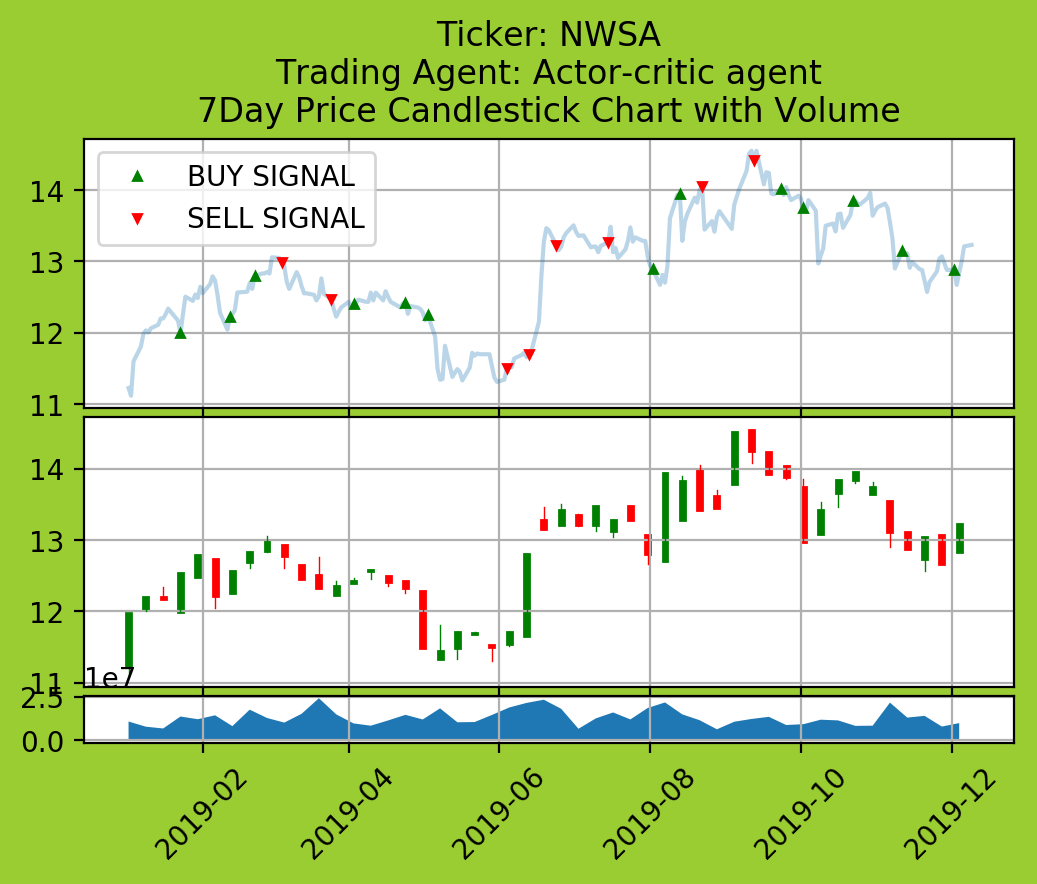 Ticker: NWSA
Trading Agent: Actor-critic agent
7Day Price Candlestick Chart with Volume
BUY SIGNAL
SELL SIGNAL
14
13
12
11
14
13
12
11
1e7
2.5
0.0
2019-02
2019-04
2019-06
2019-08
2019-10
2019-12